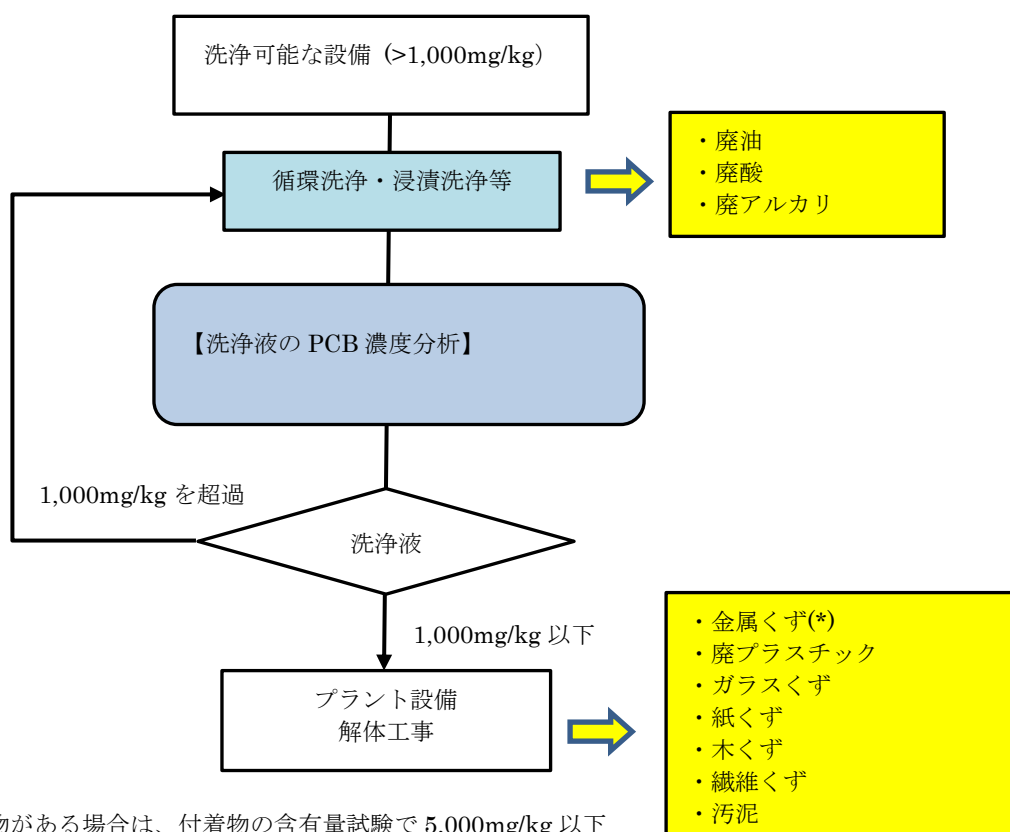 洗浄可能な設備 (>1,000mg/kg）
循環洗浄・浸漬洗浄等
・廃油
・廃酸
・廃アルカリ
【洗浄液の PCB 濃度分析】
1,000mg/kg を超過
洗浄液
1,000mg/kg 以下
プラント設備
解体工事
・金属くず(*)
・廃プラスチック
・ガラスくず
・紙くず
・木くず
・繊維くず
・汚泥
物がある場合は、付着物の含有量試験で 5,000mg/kg 以下